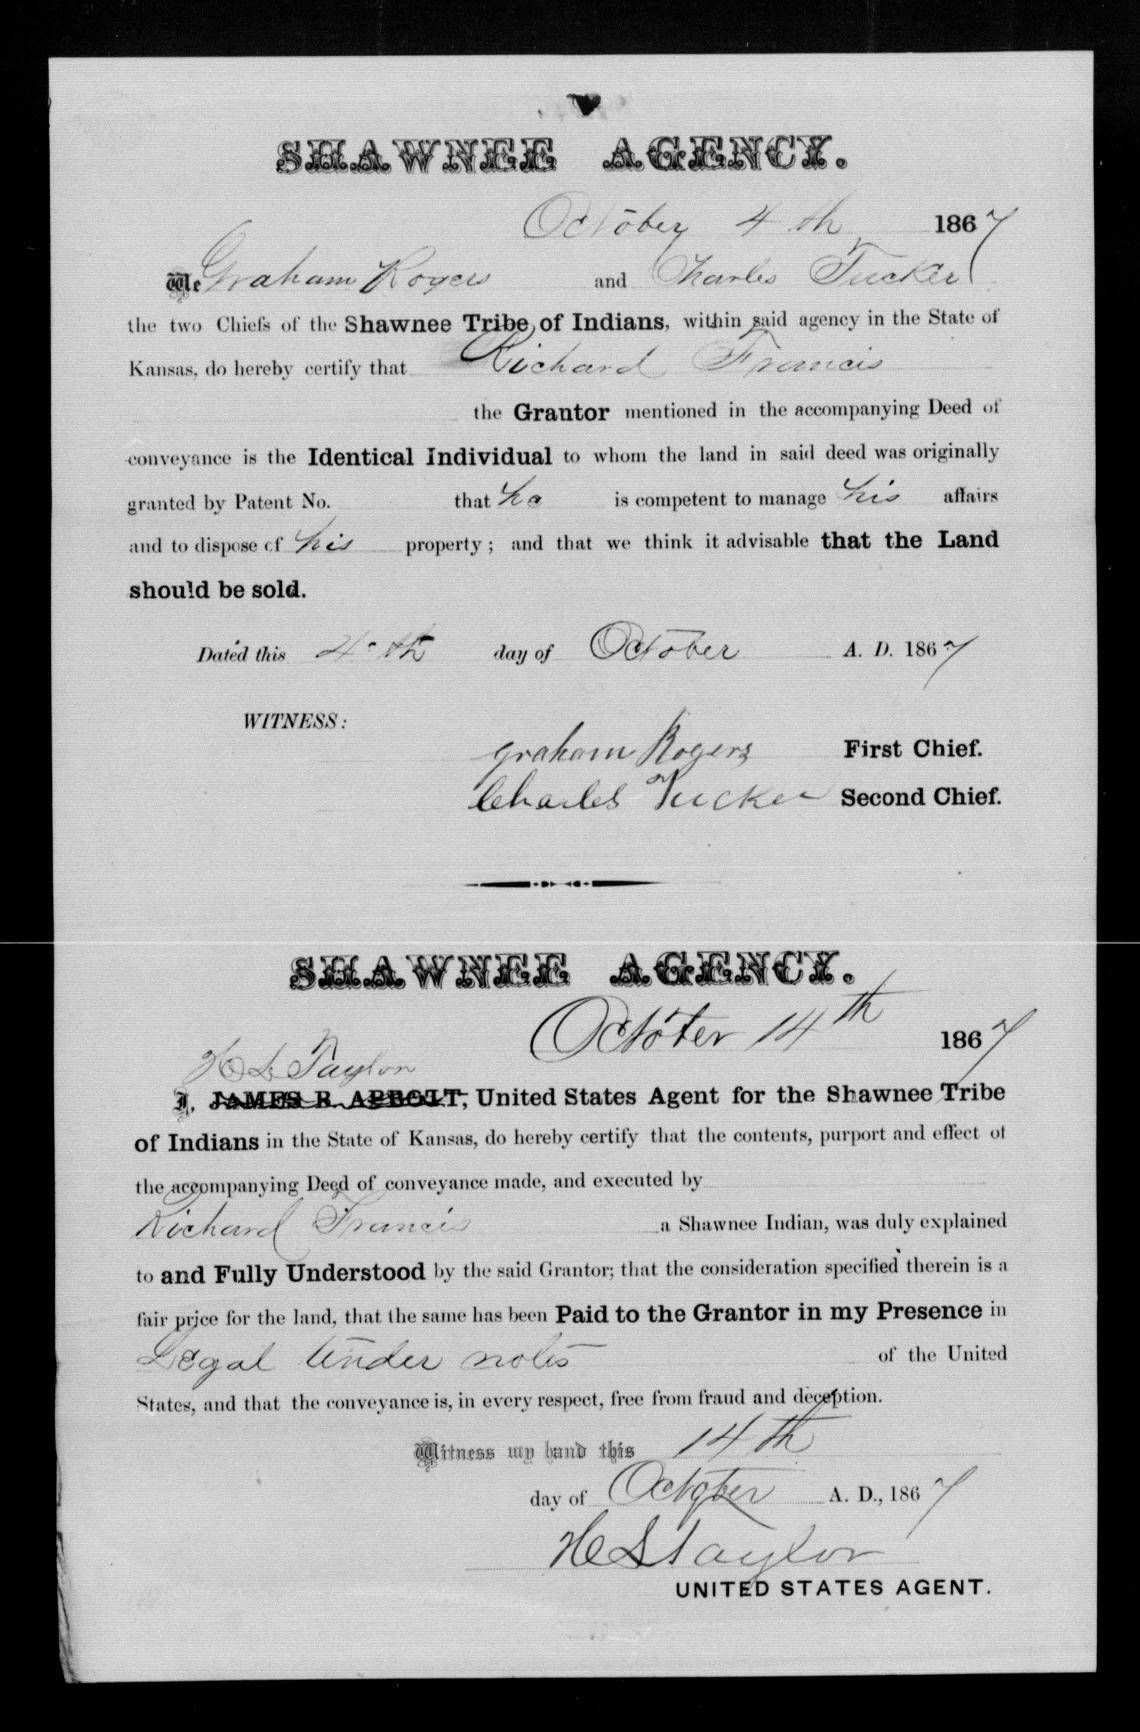 SHAWNEE AGENCY.
October 4th 1867
We Graham Rogers and Charles Tucker
the two Chiefs of the Shawnee Tribe of Indians, within said agency in the State of
Kansas, do hereby certify that Richard Francis
the Grantor mentioned in the accompanying Deed of
conveyance is the Identical Individual to whom the land in said deed was originally
granted by Patent No. that he is competent to manage his affairs
and to dispose of his property; and that we think it advisable that the Land
should be sold.
Dated this 4th day of October A. D. 1867
WITNESS:
Graham Rogers First Chief.
Charles Tucker Second Chief.
SHAWNEE AGENCY.
October 14th 1867
H L Taylor
I, JAMES B. ABBOTT, United States Agent for the Shawnee Tribe
of Indians in the State of Kansas, do hereby certify that the contents, purport and effect of
the accompanying Deed of conveyance made, and executed by
Richard Francis a Shawnee Indian, was duly explained
to and Fully Understood by the said Grantor; that the consideration specified therein is a
fair price for the land, that the same has been Paid to the Grantor in my Presence in
Legal tender notes of the United
States, and that the conveyance is, in every respect, free from fraud and deception.
Witness my hand this 14th
day of October A. D., 1867
H L Taylor
UNITED STATES AGENT.